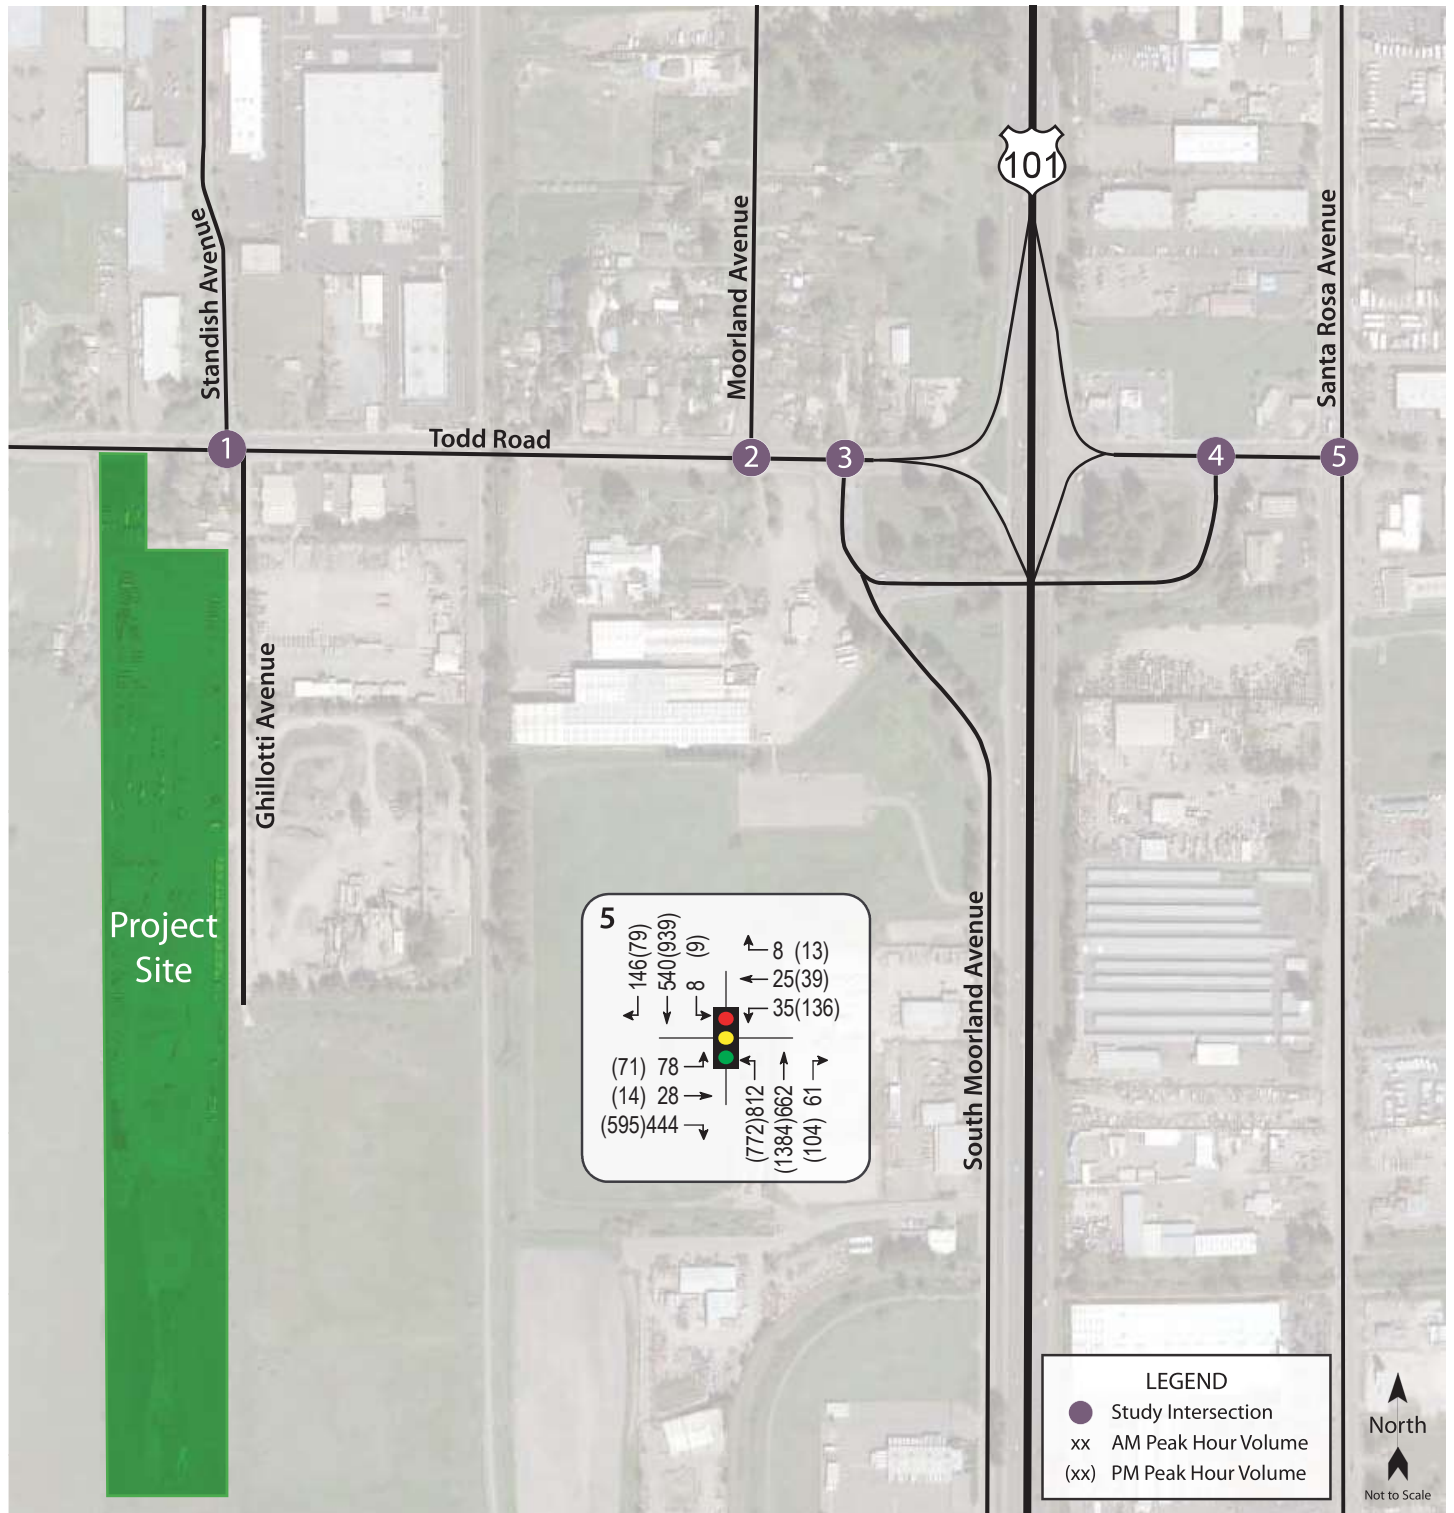 101
Standish Avenue
Moorland Avenue
Santa Rosa Avenue
Todd Road
1
2
3
4
5
Ghillotti Avenue
Project
Site
South Moorland Avenue
5
146(79)
540(939)
8 (9)
8 (13)
25(39)
35(136)
(71) 78
(14) 28
(595)444
(772)812
(1384)662
(104) 61
LEGEND
Study Intersection
xx AM Peak Hour Volume
(xx) PM Peak Hour Volume
North
Not to Scale